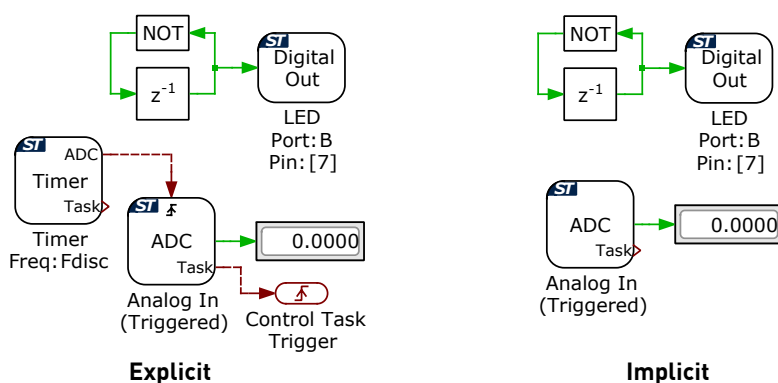 NOT
z-1
ST
Digital
Out
LED
Port:B
Pin:[7]
ST
ADC
Timer
Task
Timer
Freq:Fdisc
ST
ADC
Task
Analog In
(Triggered)
0.0000
Control Task
Trigger
Explicit
NOT
z-1
ST
Digital
Out
LED
Port:B
Pin:[7]
ST
ADC
Task
Analog In
(Triggered)
0.0000
Implicit